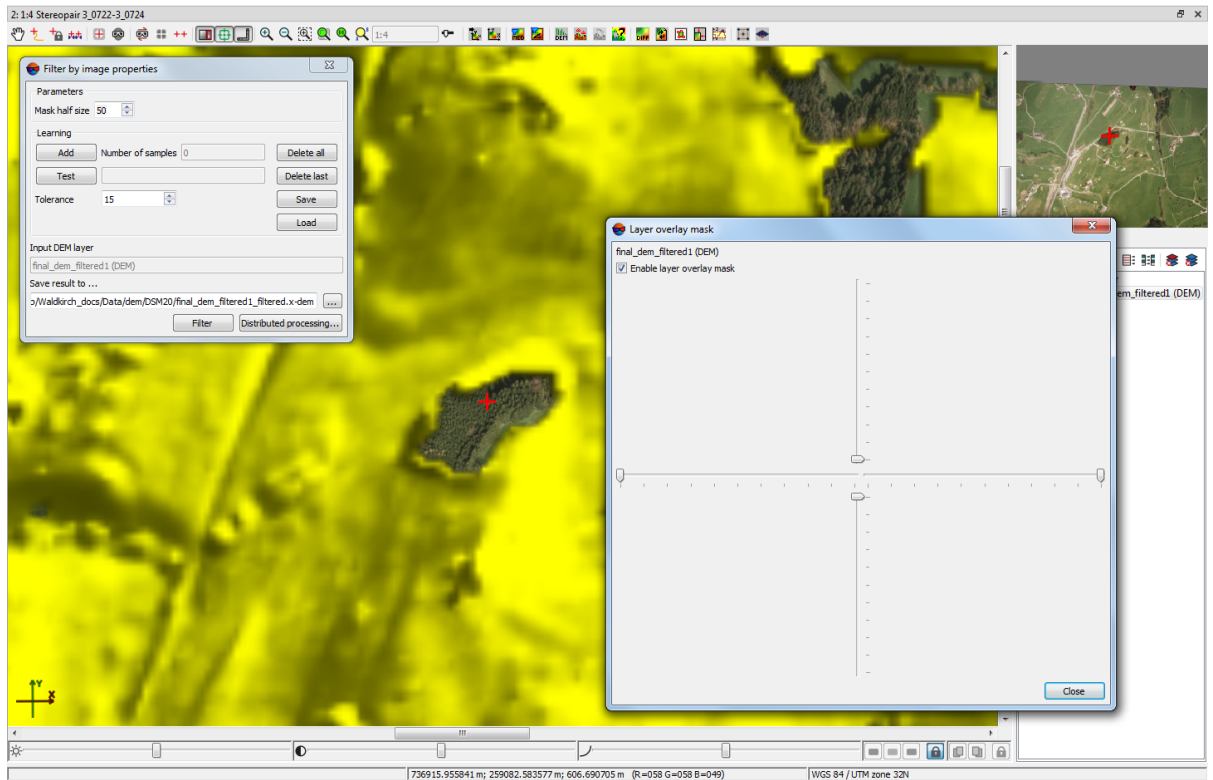 2: 1:4 Stereopair 3_0722-3_0724
1:4
Filter by image properties
Parameters
Mask half size 50
Learning
Add Number of samples 0 Delete all
Test Delete last
Tolerance 15 Save
Load
Input DEM layer
final_dem_filtered1 (DEM)
Save result to ...
o/Waldkirch_docs/Data/dem/DSM20/final_dem_filtered1_filtered.x-dem ...
Filter Distributed processing...
Layer overlay mask
final_dem_filtered1 (DEM)
Enable layer overlay mask
Close
em_filtered1 (DEM)
Y
X
736915.955841 m; 259082.583577 m; 606.690705 m (R=058 G=058 B=049) WGS 84 / UTM zone 32N